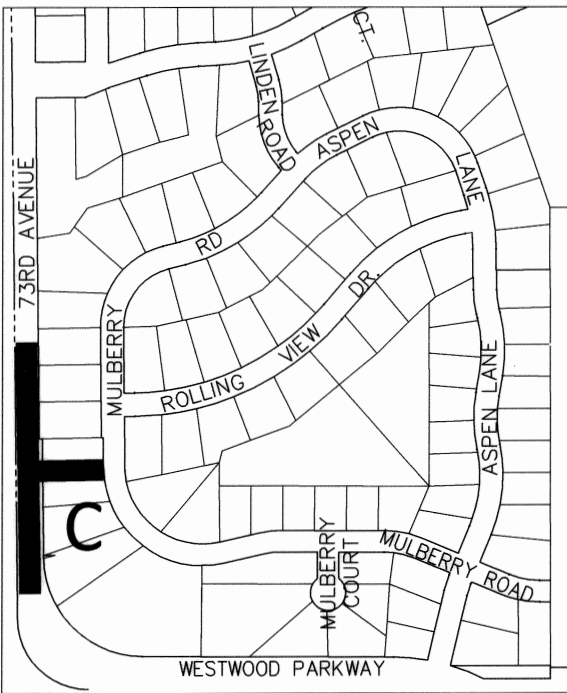 CT.
LINDEN ROAD
ASPEN LANE
73RD AVENUE
MULBERRY RD
ROLLING VIEW DR.
ASPEN LANE
C
MULBERRY
COURT
MULBERRY ROAD
WESTWOOD PARKWAY